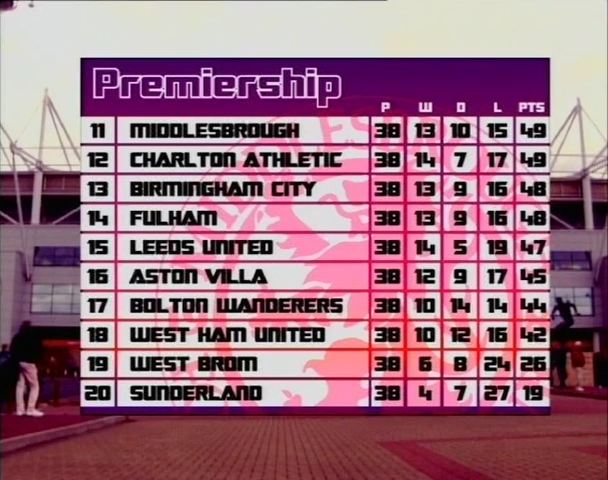 Premiership
P W D L PTS
11 MIDDLESBROUGH 38 13 10 15 49
12 CHARLTON ATHLETIC 38 14 7 17 49
13 BIRMINGHAM CITY 38 13 9 16 48
14 FULHAM 38 13 9 16 48
15 LEEDS UNITED 38 14 5 19 47
16 ASTON VILLA 38 12 9 17 45
17 BOLTON WANDERERS 38 10 14 14 44
18 WEST HAM UNITED 38 10 12 16 42
19 WEST BROM 38 6 8 24 26
20 SUNDERLAND 38 4 7 27 19